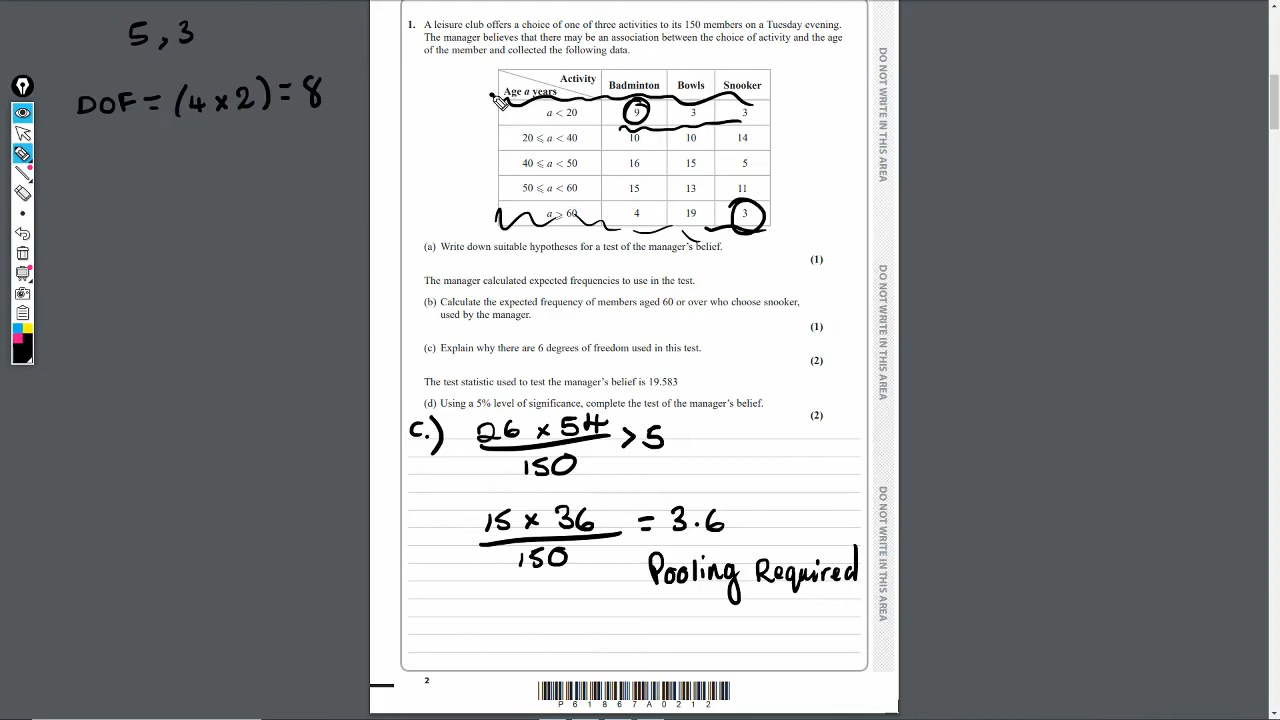 5, 3
DOF = (4 × 2) = 8
1. A leisure club offers a choice of one of three activities to its 150 members on a Tuesday evening.
The manager believes that there may be an association between the choice of activity and the age
of the member and collected the following data.
Activity
Age a years
Badminton Bowls Snooker
a < 20 9 3 3
20 ⩽ a < 40 10 10 14
40 ⩽ a < 50 16 15 5
50 ⩽ a < 60 15 13 11
a ⩾ 60 4 19 3
(a) Write down suitable hypotheses for a test of the manager's belief.
(1)
The manager calculated expected frequencies to use in the test.
(b) Calculate the expected frequency of members aged 60 or over who choose snooker,
used by the manager.
(1)
(c) Explain why there are 6 degrees of freedom used in this test.
(2)
The test statistic used to test the manager's belief is 19.583
(d) Using a 5% level of significance, complete the test of the manager's belief.
(2)
c.) 26 × 54 > 5
150
15 × 36 = 3.6
150
Pooling Required
2
P61867A0212
DO NOT WRITE IN THIS AREA
DO NOT WRITE IN THIS AREA
DO NOT WRITE IN THIS AREA